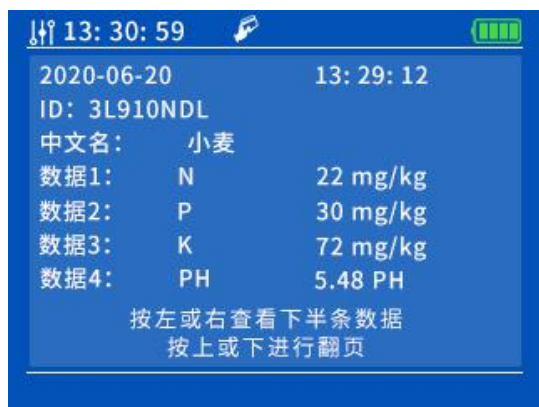 13: 30: 59
2020-06-20 13: 29: 12
ID: 3L910NDL
中文名： 小麦
数据1： N 22 mg/kg
数据2： P 30 mg/kg
数据3： K 72 mg/kg
数据4： PH 5.48 PH
按左或右查看下半条数据
按上或下进行翻页